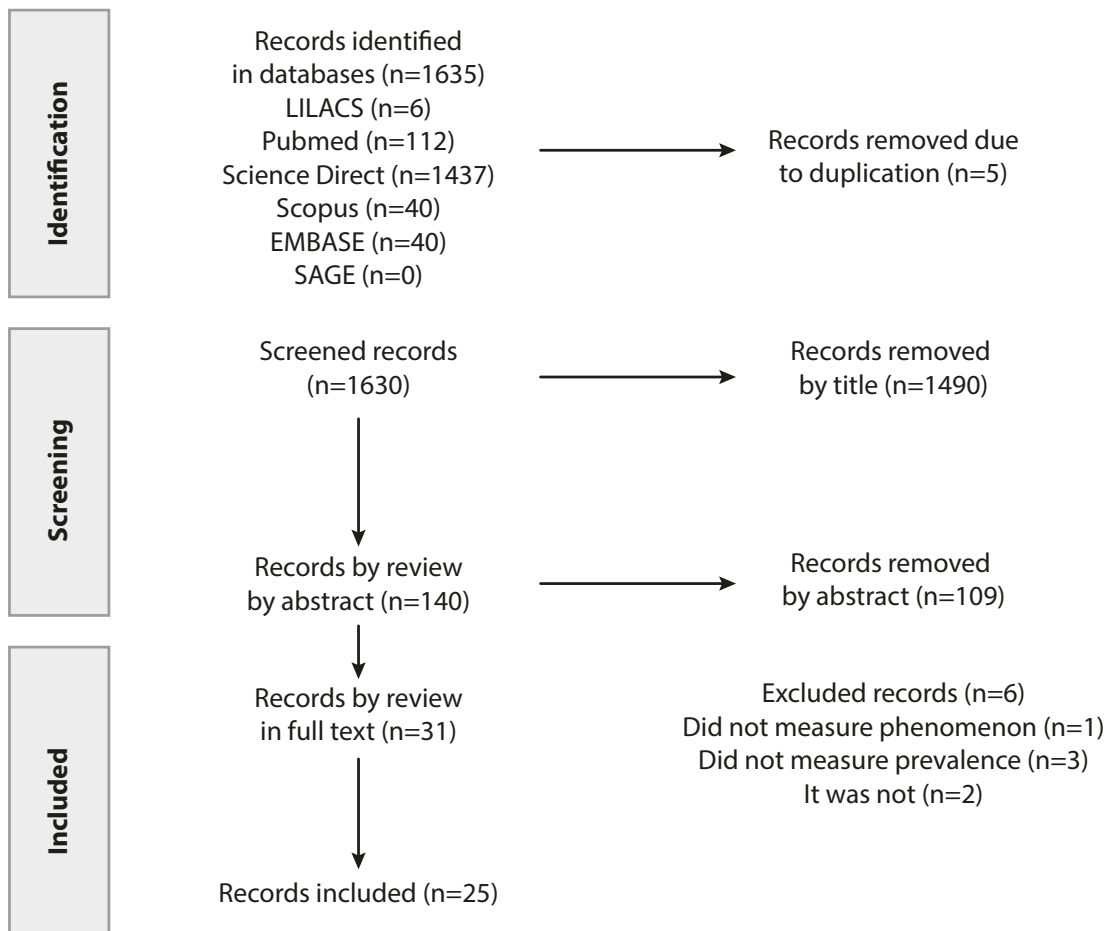 Identification
Records identified
in databases (n=1635)
LILACS (n=6)
Pubmed (n=112)
Science Direct (n=1437)
Scopus (n=40)
EMBASE (n=40)
SAGE (n=0)
Records removed due
to duplication (n=5)
Screening
Screened records
(n=1630)
Records removed
by title (n=1490)
Records by review
by abstract (n=140)
Records removed
by abstract (n=109)
Included
Records by review
in full text (n=31)
Excluded records (n=6)
Did not measure phenomenon (n=1)
Did not measure prevalence (n=3)
It was not (n=2)
Records included (n=25)